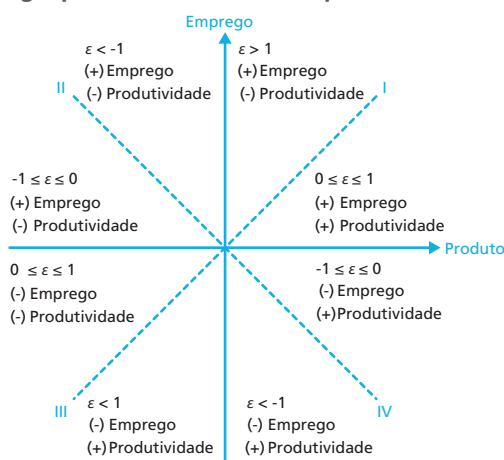 Emprego
ε < -1
(+) Emprego
(-) Produtividade
ε > 1
(+) Emprego
(-) Produtividade
II
I
-1 ≤ ε ≤ 0
(+) Emprego
(-) Produtividade
0 ≤ ε ≤ 1
(+) Emprego
(+) Produtividade
Produto
0 ≤ ε ≤ 1
(-) Emprego
(-) Produtividade
-1 ≤ ε ≤ 0
(-) Emprego
(+)Produtividade
III
IV
ε < 1
(-) Emprego
(+) Produtividade
ε < -1
(-) Emprego
(+) Produtividade